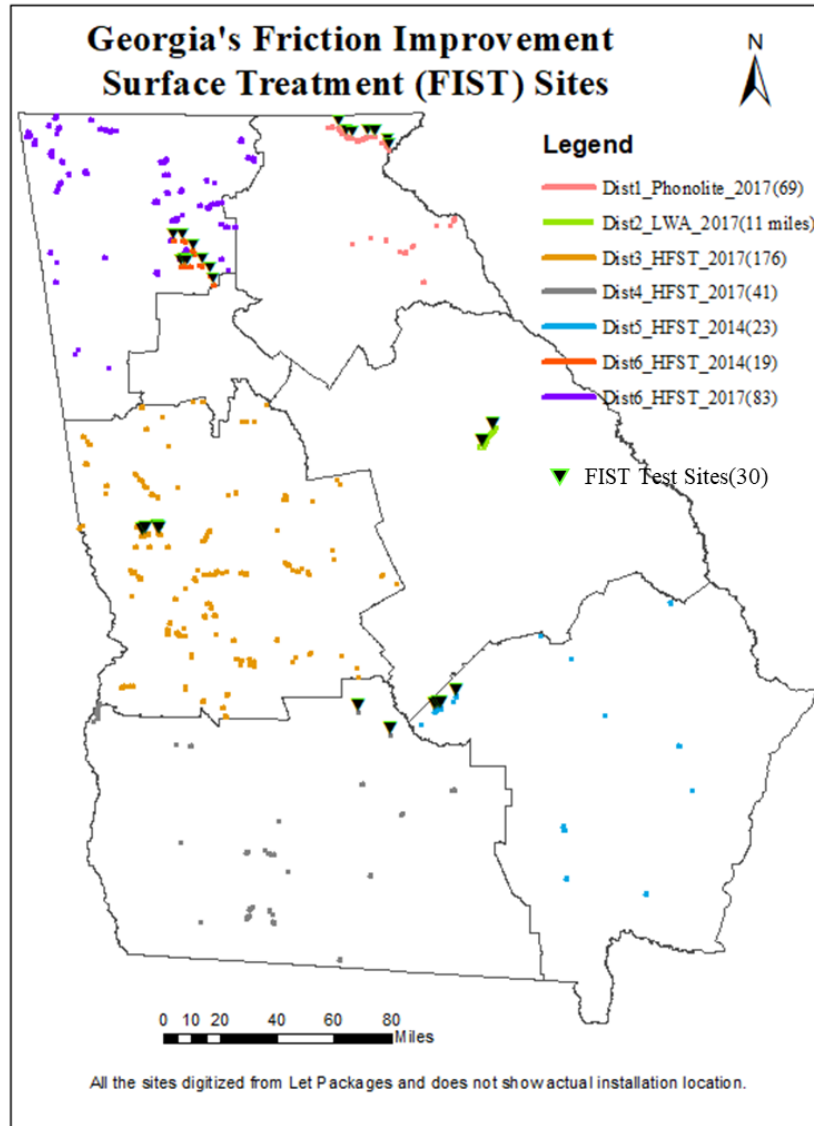 Georgia's Friction Improvement
Surface Treatment (FIST) Sites
N
Legend
Dist1_Phonolite_2017(69)
Dist2_LWA_2017(11 miles)
Dist3_HFST_2017(176)
Dist4_HFST_2017(41)
Dist5_HFST_2014(23)
Dist6_HFST_2014(19)
Dist6_HFST_2017(83)
FIST Test Sites(30)
0 10 20 40 60 80
Miles
All the sites digitized from Let Packages and does not show actual installation location.